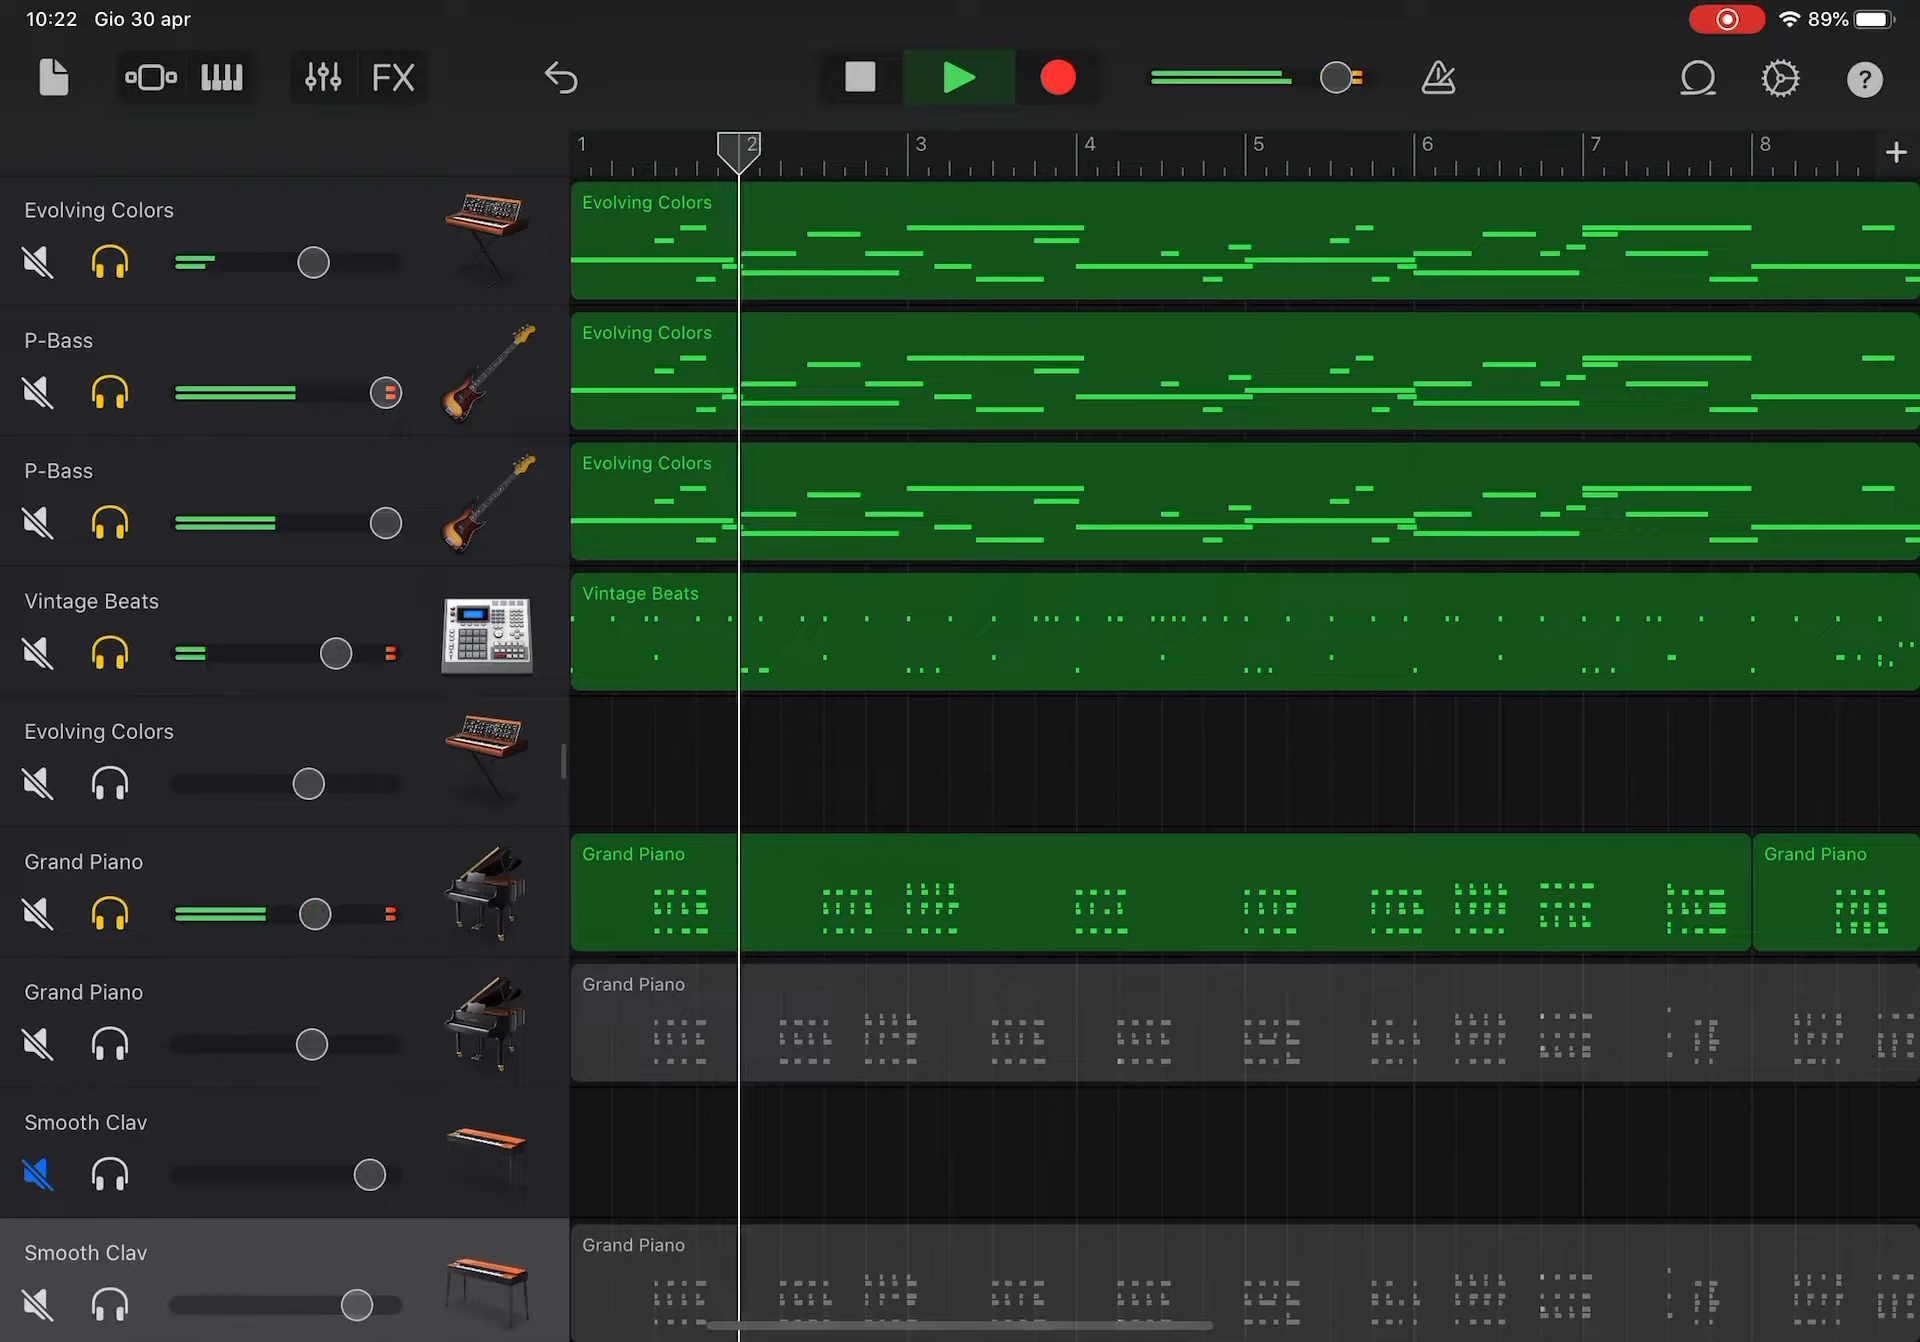 10:22 Gio 30 apr
89%
FX
?
1 2 3 4 5 6 7 8 +
Evolving Colors
Evolving Colors
P-Bass
Evolving Colors
P-Bass
Evolving Colors
Vintage Beats
Vintage Beats
Evolving Colors
Grand Piano
Grand Piano
Grand Piano
Grand Piano
Grand Piano
Smooth Clav
Smooth Clav
Grand Piano